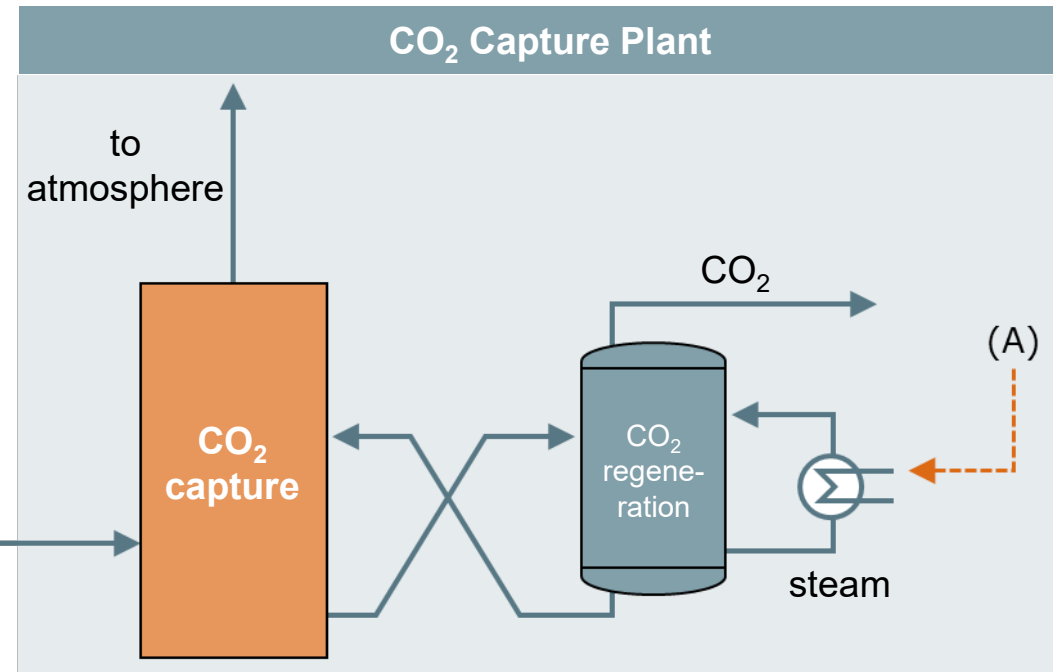 CO₂ Capture Plant
to
atmosphere
CO₂
(A)
CO₂
capture
CO₂
regene-
ration
steam